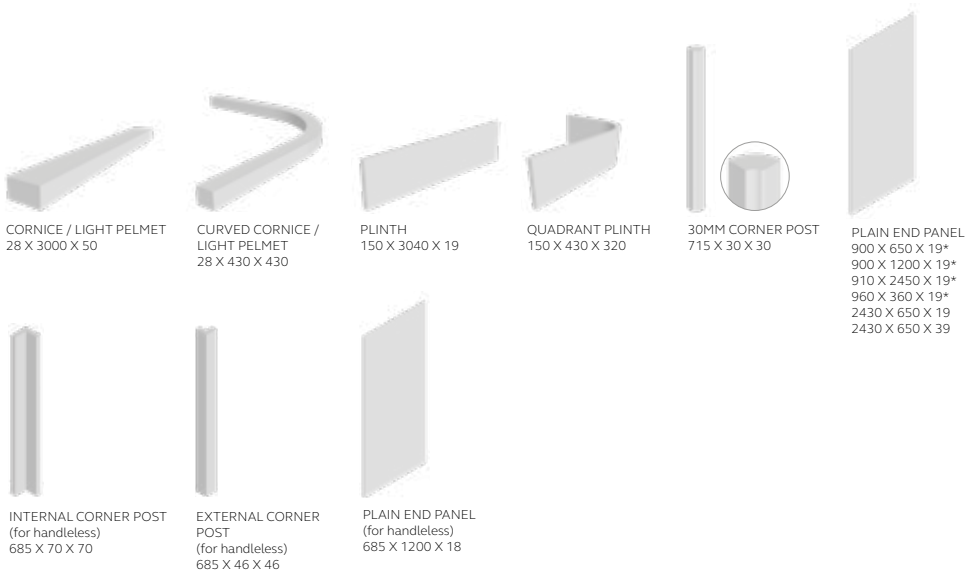 CORNICE / LIGHT PELMET
28 X 3000 X 50
CURVED CORNICE /
LIGHT PELMET
28 X 430 X 430
PLINTH
150 X 3040 X 19
QUADRANT PLINTH
150 X 430 X 320
30MM CORNER POST
715 X 30 X 30
PLAIN END PANEL
900 X 650 X 19*
900 X 1200 X 19*
910 X 2450 X 19*
960 X 360 X 19*
2430 X 650 X 19
2430 X 650 X 39
INTERNAL CORNER POST
(for handleless)
685 X 70 X 70
EXTERNAL CORNER
POST
(for handleless)
685 X 46 X 46
PLAIN END PANEL
(for handleless)
685 X 1200 X 18